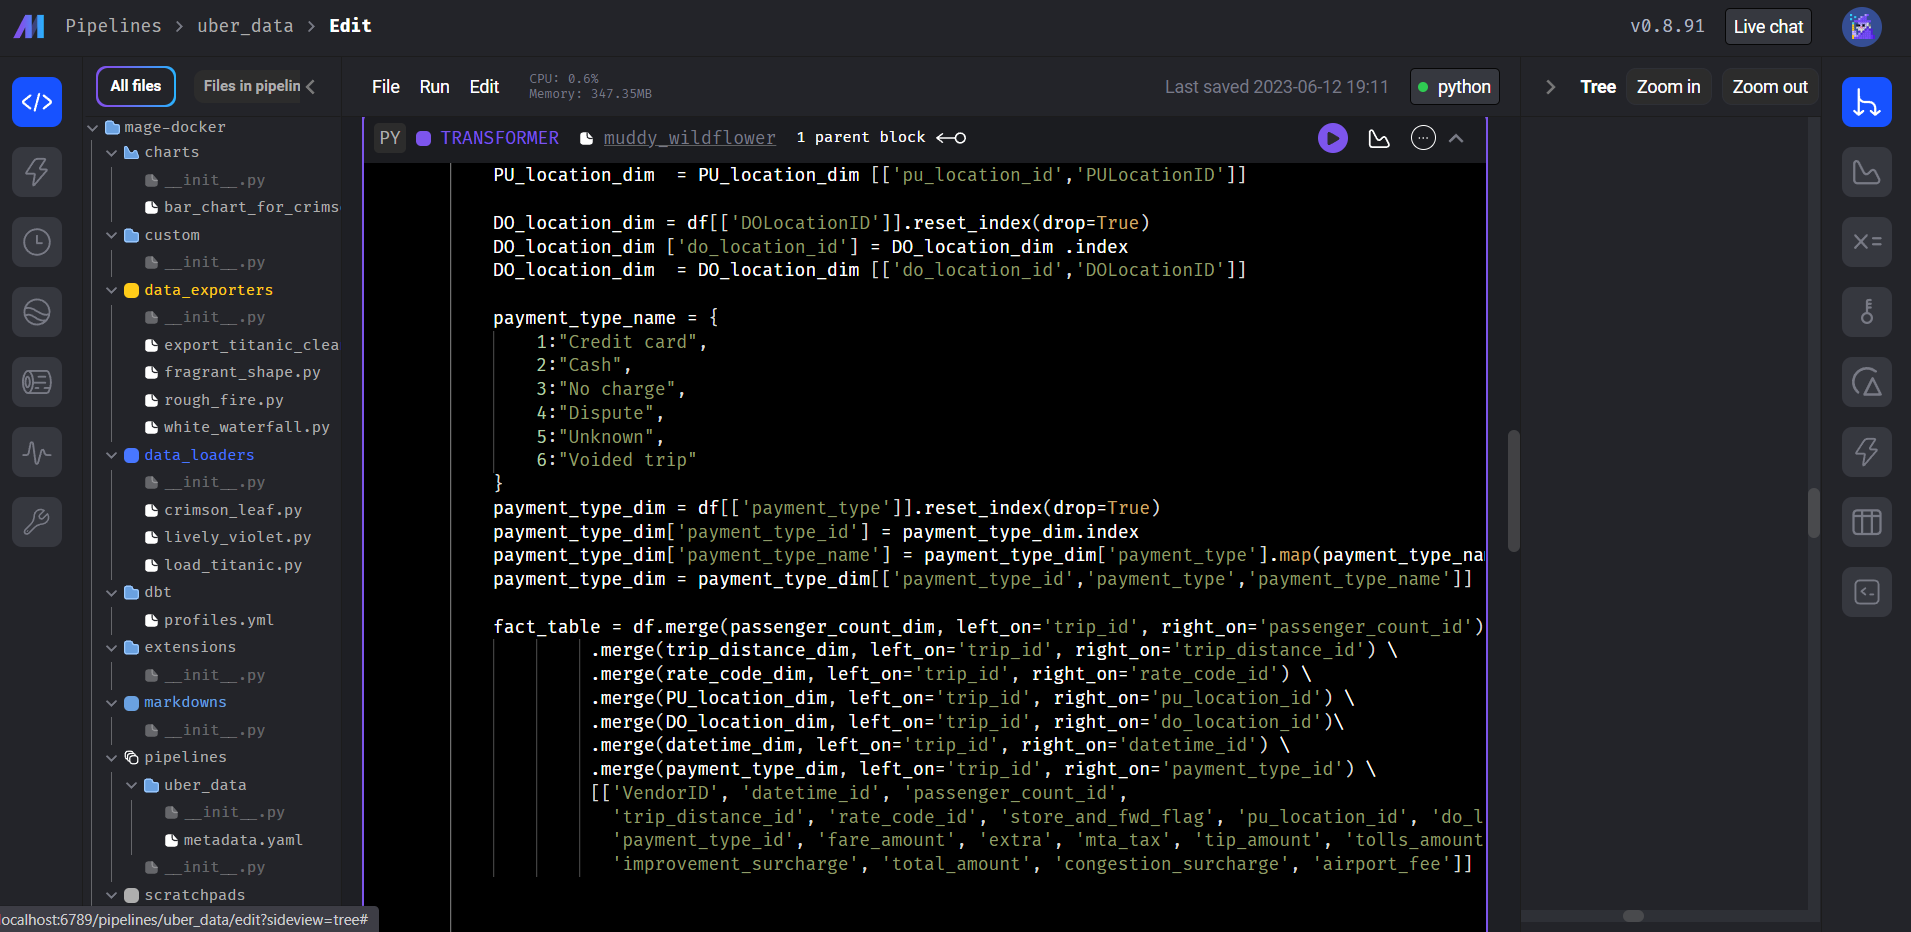 Pipelines > uber_data > Edit
v0.8.91
Live chat
All files
Files in pipelin
File Run Edit
CPU: 0.6%
Memory: 347.35MB
Last saved 2023-06-12 19:11
python
Tree
Zoom in
Zoom out
mage-docker
charts
__init__.py
bar_chart_for_crims
custom
__init__.py
data_exporters
__init__.py
export_titanic_clea
fragrant_shape.py
rough_fire.py
white_waterfall.py
data_loaders
__init__.py
crimson_leaf.py
lively_violet.py
load_titanic.py
dbt
profiles.yml
extensions
__init__.py
markdowns
__init__.py
pipelines
uber_data
__init__.py
metadata.yaml
__init__.py
scratchpads
localhost:6789/pipelines/uber_data/edit?sideview=tree#
PY TRANSFORMER muddy_wildflower 1 parent block
PU_location_dim  = PU_location_dim [['pu_location_id','PULocationID']]
DO_location_dim = df[['DOLocationID']].reset_index(drop=True)
DO_location_dim ['do_location_id'] = DO_location_dim .index
DO_location_dim  = DO_location_dim [['do_location_id','DOLocationID']]
payment_type_name = {
1:"Credit card",
2:"Cash",
3:"No charge",
4:"Dispute",
5:"Unknown",
6:"Voided trip"
}
payment_type_dim = df[['payment_type']].reset_index(drop=True)
payment_type_dim['payment_type_id'] = payment_type_dim.index
payment_type_dim['payment_type_name'] = payment_type_dim['payment_type'].map(payment_type_na
payment_type_dim = payment_type_dim[['payment_type_id','payment_type','payment_type_name']]
fact_table = df.merge(passenger_count_dim, left_on='trip_id', right_on='passenger_count_id')
.merge(trip_distance_dim, left_on='trip_id', right_on='trip_distance_id') \
.merge(rate_code_dim, left_on='trip_id', right_on='rate_code_id') \
.merge(PU_location_dim, left_on='trip_id', right_on='pu_location_id') \
.merge(DO_location_dim, left_on='trip_id', right_on='do_location_id')\
.merge(datetime_dim, left_on='trip_id', right_on='datetime_id') \
.merge(payment_type_dim, left_on='trip_id', right_on='payment_type_id') \
[['VendorID', 'datetime_id', 'passenger_count_id',
'trip_distance_id', 'rate_code_id', 'store_and_fwd_flag', 'pu_location_id', 'do_l
'payment_type_id', 'fare_amount', 'extra', 'mta_tax', 'tip_amount', 'tolls_amount
'improvement_surcharge', 'total_amount', 'congestion_surcharge', 'airport_fee']]